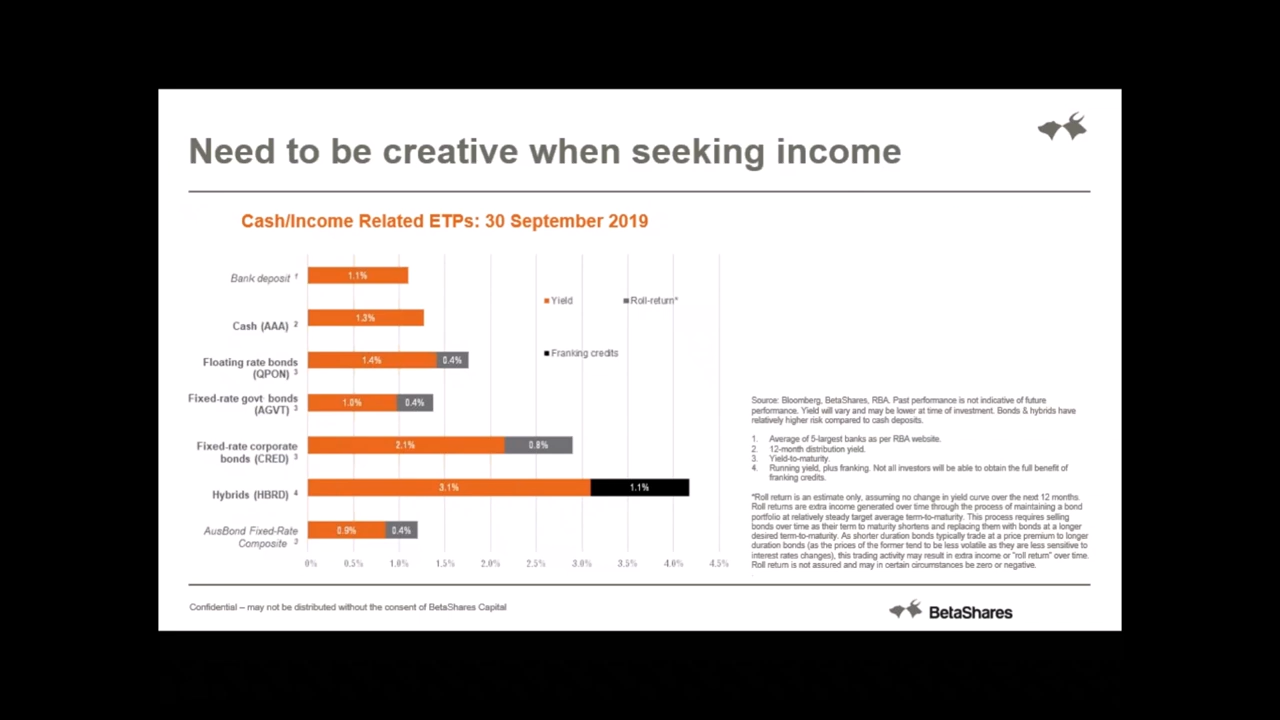 Need to be creative when seeking income
Cash/Income Related ETPs: 30 September 2019
Bank deposit 1
1.1%
Cash (AAA) 2
1.3%
Floating rate bonds
(QPON) 3
1.4%
0.4%
Fixed-rate govt bonds
(AGVT) 3
1.0%
0.4%
Fixed-rate corporate
bonds (CRED) 3
2.1%
0.8%
Hybrids (HBRD) 4
3.1%
1.1%
AusBond Fixed-Rate
Composite 3
0.9%
0.4%
0% 0.5% 1.0% 1.5% 2.0% 2.5% 3.0% 3.5% 4.0% 4.5%
Yield
Roll-return*
Franking credits
Source: Bloomberg, BetaShares, RBA. Past performance is not indicative of future
performance. Yield will vary and may be lower at time of investment. Bonds & hybrids have
relatively higher risk compared to cash deposits.
1. Average of 5-largest banks as per RBA website.
2. 12-month distribution yield.
3. Yield-to-maturity.
4. Running yield, plus franking. Not all investors will be able to obtain the full benefit of
franking credits.
*Roll return is an estimate only, assuming no change in yield curve over the next 12 months.
Roll returns are extra income generated over time through the process of maintaining a bond
portfolio at relatively steady target average term-to-maturity. This process requires selling
bonds over time as their term to maturity shortens and replacing them with bonds at a longer
desired term-to-maturity. As shorter duration bonds typically trade at a price premium to longer
duration bonds (as the prices of the former tend to be less volatile as they are less sensitive to
interest rates changes), this trading activity may result in extra income or "roll return" over time.
Roll return is not assured and may in certain circumstances be zero or negative.
Confidential – may not be distributed without the consent of BetaShares Capital
BetaShares